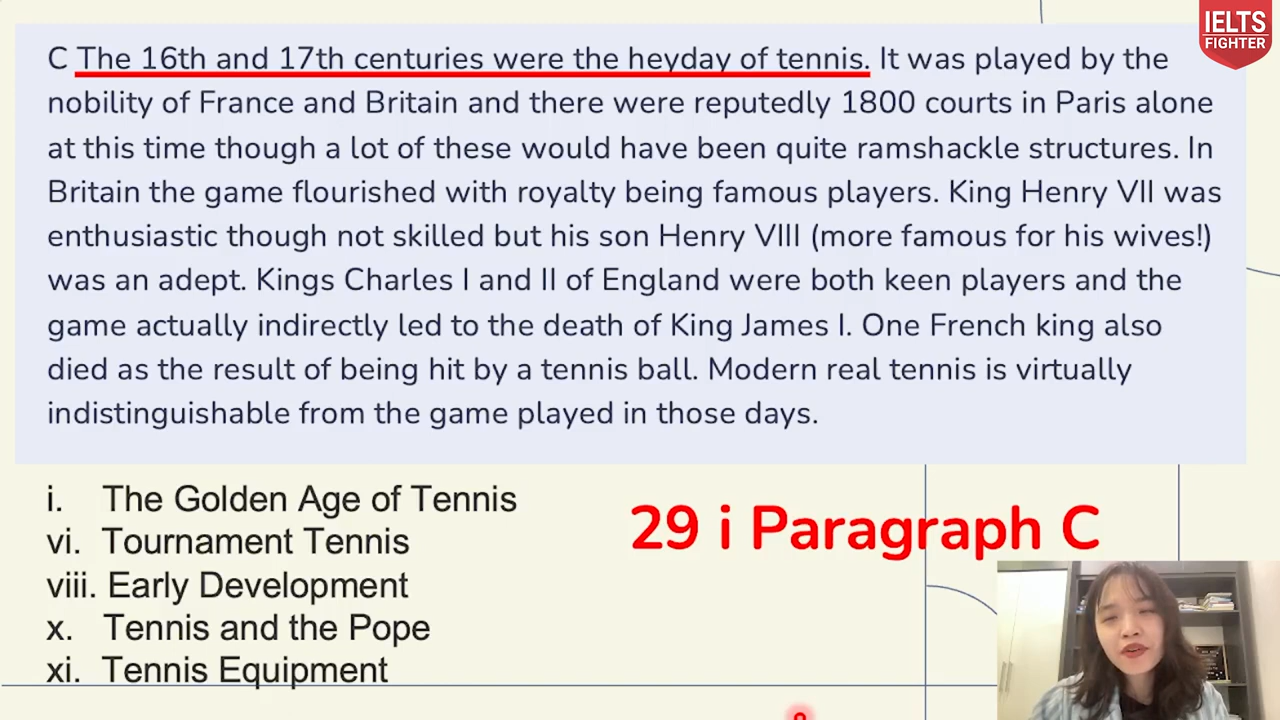 IELTS
FIGHTER
C The 16th and 17th centuries were the heyday of tennis. It was played by the
nobility of France and Britain and there were reputedly 1800 courts in Paris alone
at this time though a lot of these would have been quite ramshackle structures. In
Britain the game flourished with royalty being famous players. King Henry VII was
enthusiastic though not skilled but his son Henry VIII (more famous for his wives!)
was an adept. Kings Charles I and II of England were both keen players and the
game actually indirectly led to the death of King James I. One French king also
died as the result of being hit by a tennis ball. Modern real tennis is virtually
indistinguishable from the game played in those days.
i. The Golden Age of Tennis
vi. Tournament Tennis
viii. Early Development
x. Tennis and the Pope
xi. Tennis Equipment
29 i Paragraph C